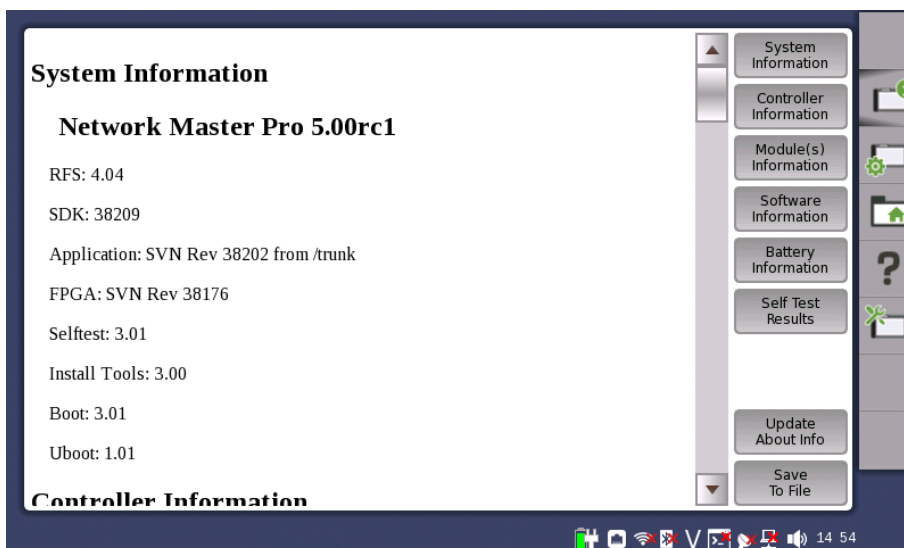 System Information
Network Master Pro 5.00rc1
RFS: 4.04
SDK: 38209
Application: SVN Rev 38202 from /trunk
FPGA: SVN Rev 38176
Selftest: 3.01
Install Tools: 3.00
Boot: 3.01
Uboot: 1.01
Controller Information
System
Information
Controller
Information
Module(s)
Information
Software
Information
Battery
Information
Self Test
Results
Update
About Info
Save
To File
?
V
14 54